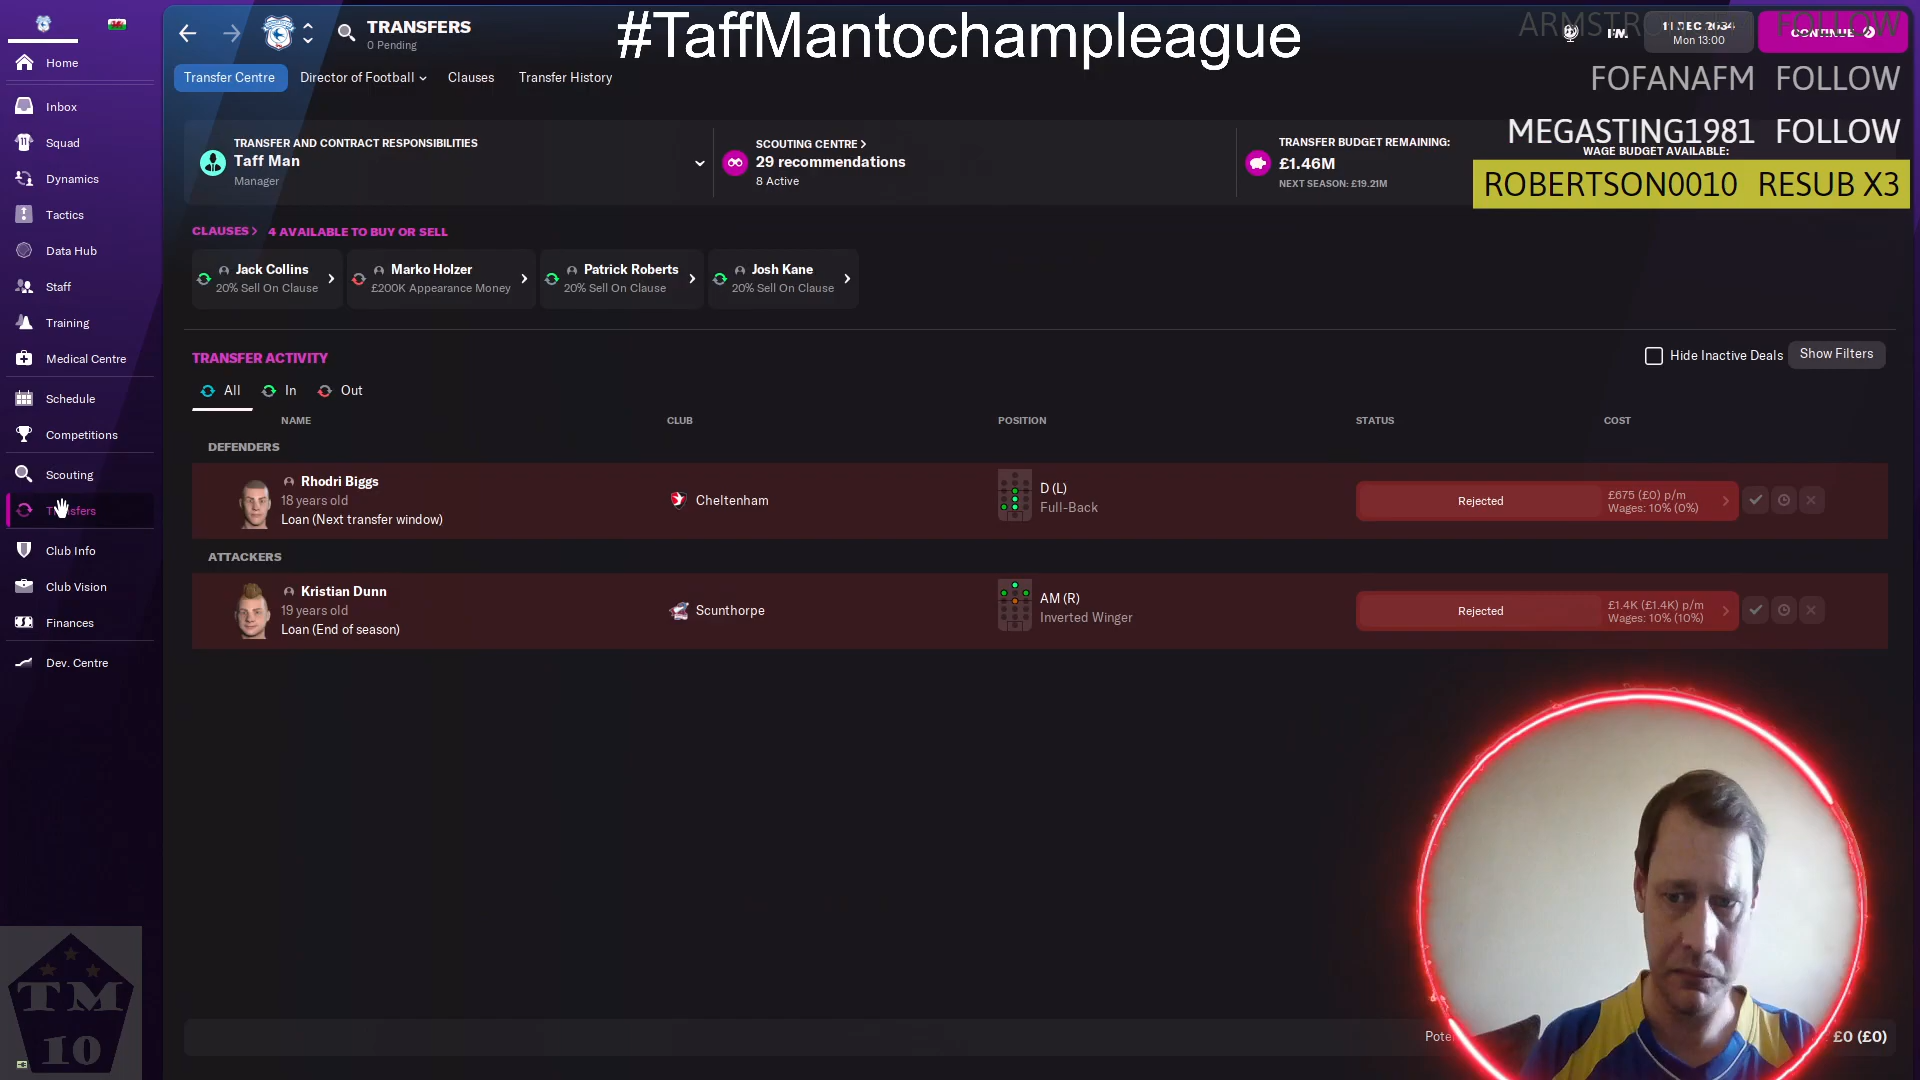 #TaffMantochampleague
TRANSFERS
0 Pending
11 DEC 2034
Mon 13:00
CONTINUE
FOLLOW
FOFANAFM FOLLOW
MEGASTING1981 FOLLOW
ROBERTSON0010 RESUB X3
Home
Inbox
Squad
Dynamics
Tactics
Data Hub
Staff
Training
Medical Centre
Schedule
Competitions
Scouting
Transfers
Club Info
Club Vision
Finances
Dev. Centre
Transfer Centre
Director of Football
Clauses
Transfer History
TRANSFER AND CONTRACT RESPONSIBILITIES
Taff Man
Manager
SCOUTING CENTRE >
29 recommendations
8 Active
TRANSFER BUDGET REMAINING:
£1.46M
NEXT SEASON: £19.21M
WAGE BUDGET AVAILABLE:
CLAUSES > 4 AVAILABLE TO BUY OR SELL
Jack Collins
20% Sell On Clause
Marko Holzer
£200K Appearance Money
Patrick Roberts
20% Sell On Clause
Josh Kane
20% Sell On Clause
TRANSFER ACTIVITY
Hide Inactive Deals
Show Filters
All In Out
NAME CLUB POSITION STATUS COST
DEFENDERS
Rhodri Biggs
18 years old
Loan (Next transfer window)
Cheltenham
D (L)
Full-Back
Rejected
£675 (£0) p/m
Wages: 10% (0%)
ATTACKERS
Kristian Dunn
19 years old
Loan (End of season)
Scunthorpe
AM (R)
Inverted Winger
Rejected
£1.4K (£1.4K) p/m
Wages: 10% (10%)
£0 (£0)
TM
10